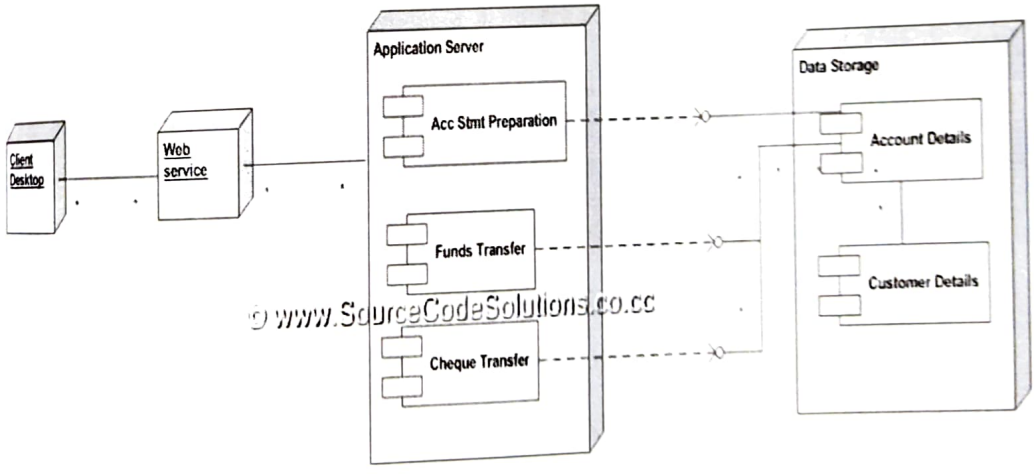 Application Server
Data Storage
Acc Stmt Preparation
Account Details
Client
Desktop
Web
service
Funds Transfer
Customer Details
© www.SourceCodeSolutions.co.cc
Cheque Transfer